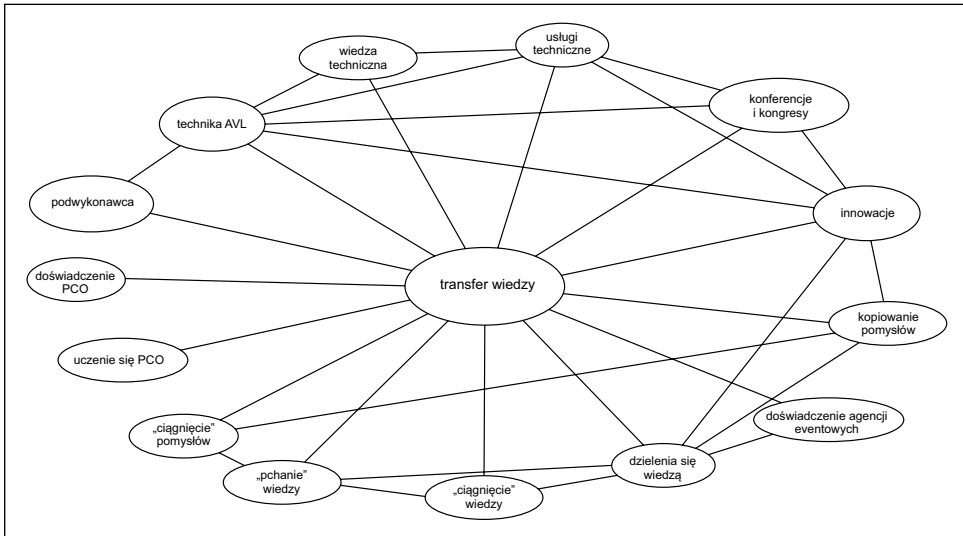 usługi
techniczne
wiedza
techniczna
konferencje
i kongresy
technika AVL
podwykonawca
innowacje
doświadczenie
PCO
transfer wiedzy
kopiowanie
pomysłów
uczenie się PCO
doświadczenie agencji
eventowych
„ciągnięcie”
pomysłów
dzielenia się
wiedzą
„pchanie”
wiedzy
„ciągnięcie”
wiedzy